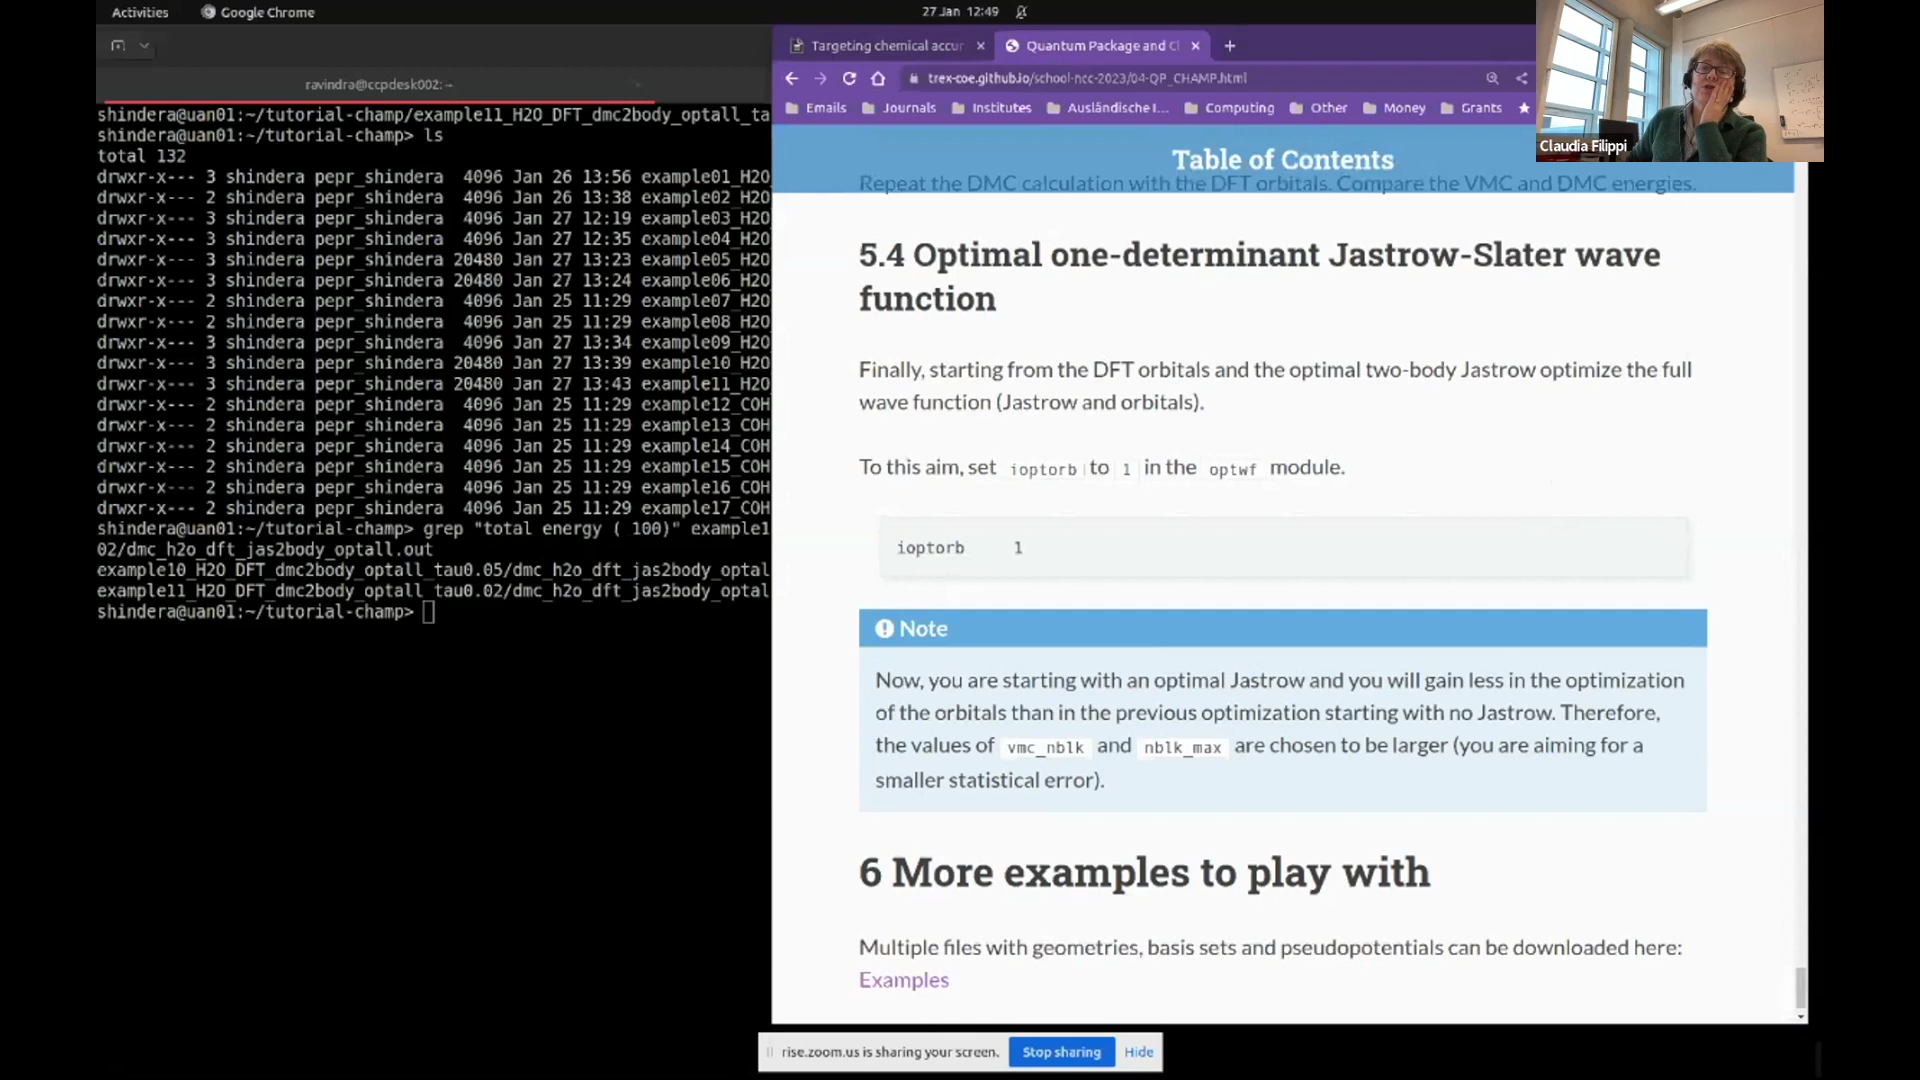 Activities
Google Chrome
27 Jan 12:49
ravindra@ccpdesk002:~
shindera@uan01:~/tutorial-champ/example11_H2O_DFT_dmc2body_optall_ta
shindera@uan01:~/tutorial-champ> ls
total 132
drwxr-x--- 3 shindera pepr_shindera 4096 Jan 26 13:56 example01_H2O
drwxr-x--- 2 shindera pepr_shindera 4096 Jan 26 13:38 example02_H2O
drwxr-x--- 3 shindera pepr_shindera 4096 Jan 27 12:19 example03_H2O
drwxr-x--- 3 shindera pepr_shindera 4096 Jan 27 12:35 example04_H2O
drwxr-x--- 3 shindera pepr_shindera 20480 Jan 27 13:23 example05_H2O
drwxr-x--- 3 shindera pepr_shindera 20480 Jan 27 13:24 example06_H2O
drwxr-x--- 2 shindera pepr_shindera 4096 Jan 25 11:29 example07_H2O
drwxr-x--- 2 shindera pepr_shindera 4096 Jan 25 11:29 example08_H2O
drwxr-x--- 3 shindera pepr_shindera 4096 Jan 27 13:34 example09_H2O
drwxr-x--- 3 shindera pepr_shindera 20480 Jan 27 13:39 example10_H2O
drwxr-x--- 3 shindera pepr_shindera 20480 Jan 27 13:43 example11_H2O
drwxr-x--- 2 shindera pepr_shindera 4096 Jan 25 11:29 example12_COH
drwxr-x--- 2 shindera pepr_shindera 4096 Jan 25 11:29 example13_COH
drwxr-x--- 2 shindera pepr_shindera 4096 Jan 25 11:29 example14_COH
drwxr-x--- 2 shindera pepr_shindera 4096 Jan 25 11:29 example15_COH
drwxr-x--- 2 shindera pepr_shindera 4096 Jan 25 11:29 example16_COH
drwxr-x--- 2 shindera pepr_shindera 4096 Jan 25 11:29 example17_COH
shindera@uan01:~/tutorial-champ> grep "total energy ( 100)" example1
02/dmc_h2o_dft_jas2body_optall.out
example10_H2O_DFT_dmc2body_optall_tau0.05/dmc_h2o_dft_jas2body_optal
example11_H2O_DFT_dmc2body_optall_tau0.02/dmc_h2o_dft_jas2body_optal
shindera@uan01:~/tutorial-champ>
Targeting chemical accur
Quantum Package and C
trex-coe.github.io/school-ncc-2023/04-QP_CHAMP.html
Emails Journals Institutes Ausländische I... Computing Other Money Grants
Claudia Filippi
Table of Contents
Repeat the DMC calculation with the DFT orbitals. Compare the VMC and DMC energies.
5.4 Optimal one-determinant Jastrow-Slater wave
function
Finally, starting from the DFT orbitals and the optimal two-body Jastrow optimize the full
wave function (Jastrow and orbitals).
To this aim, set ioptorb to 1 in the optwf module.
ioptorb 1
Note
Now, you are starting with an optimal Jastrow and you will gain less in the optimization
of the orbitals than in the previous optimization starting with no Jastrow. Therefore,
the values of vmc_nblk and nblk_max are chosen to be larger (you are aiming for a
smaller statistical error).
6 More examples to play with
Multiple files with geometries, basis sets and pseudopotentials can be downloaded here:
Examples
rise.zoom.us is sharing your screen.
Stop sharing
Hide